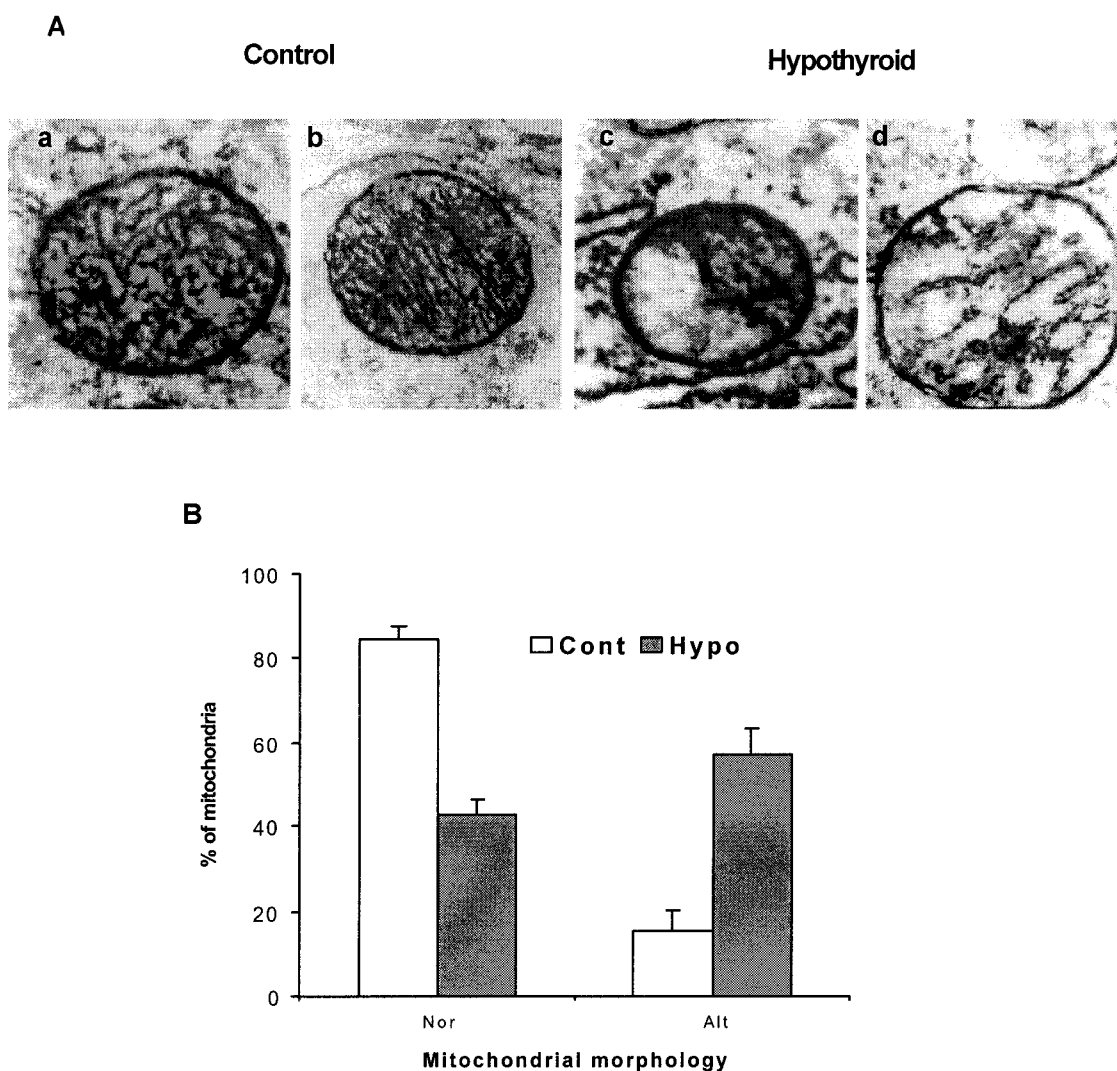 A
Control
Hypothyroid
a
b
c
d
B
100
80
60
40
20
0
% of mitochondria
Cont
Hypo
Nor
Alt
Mitochondrial morphology